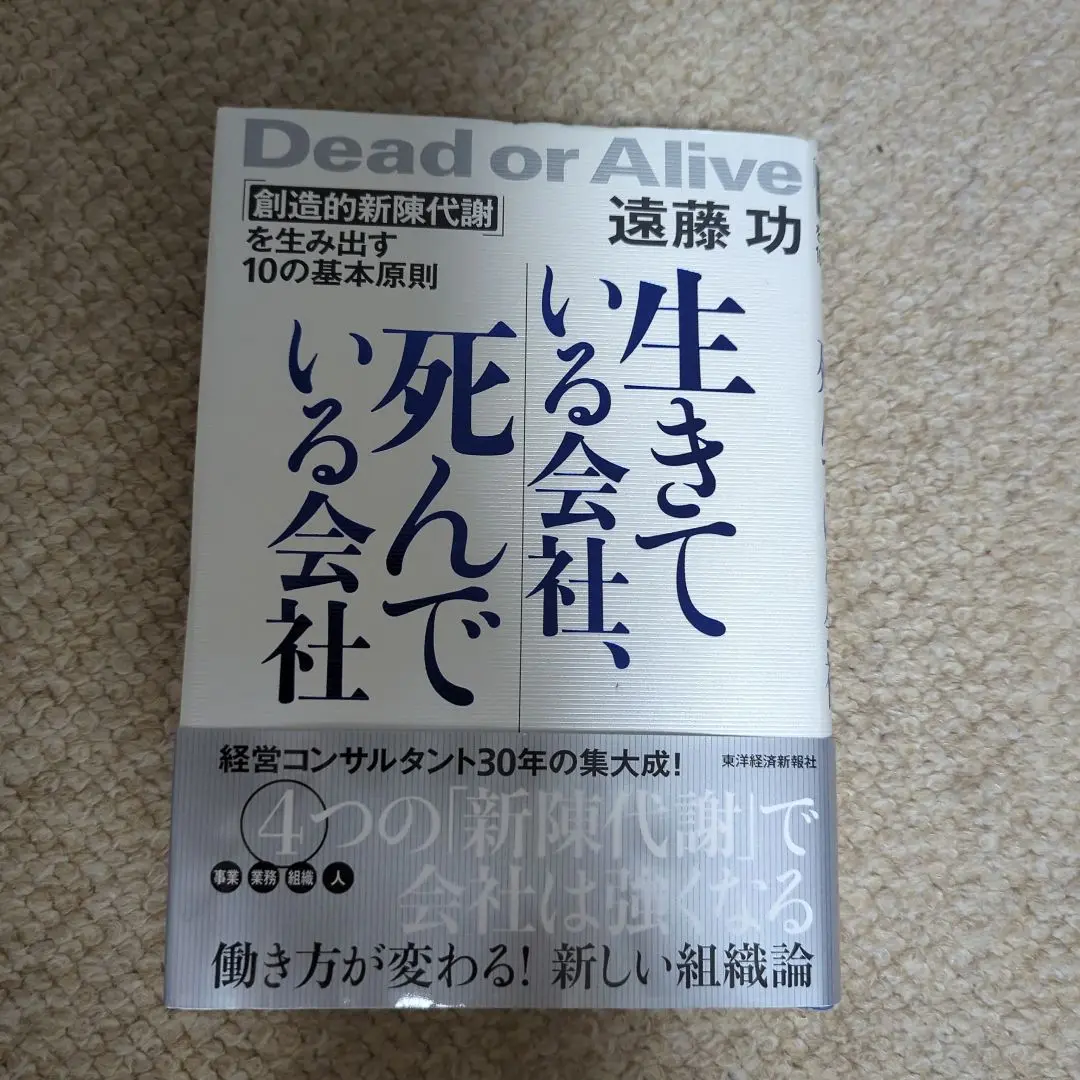 Dead or Alive
「創造的新陳代謝」
を生み出す
10の基本原則
遠藤 功
生きて
いる会社、
死んで
いる会社
経営コンサルタント30年の集大成!
東洋経済新報社
4つの「新陳代謝」で
事業 業務 組織 人
会社は強くなる
働き方が変わる! 新しい組織論